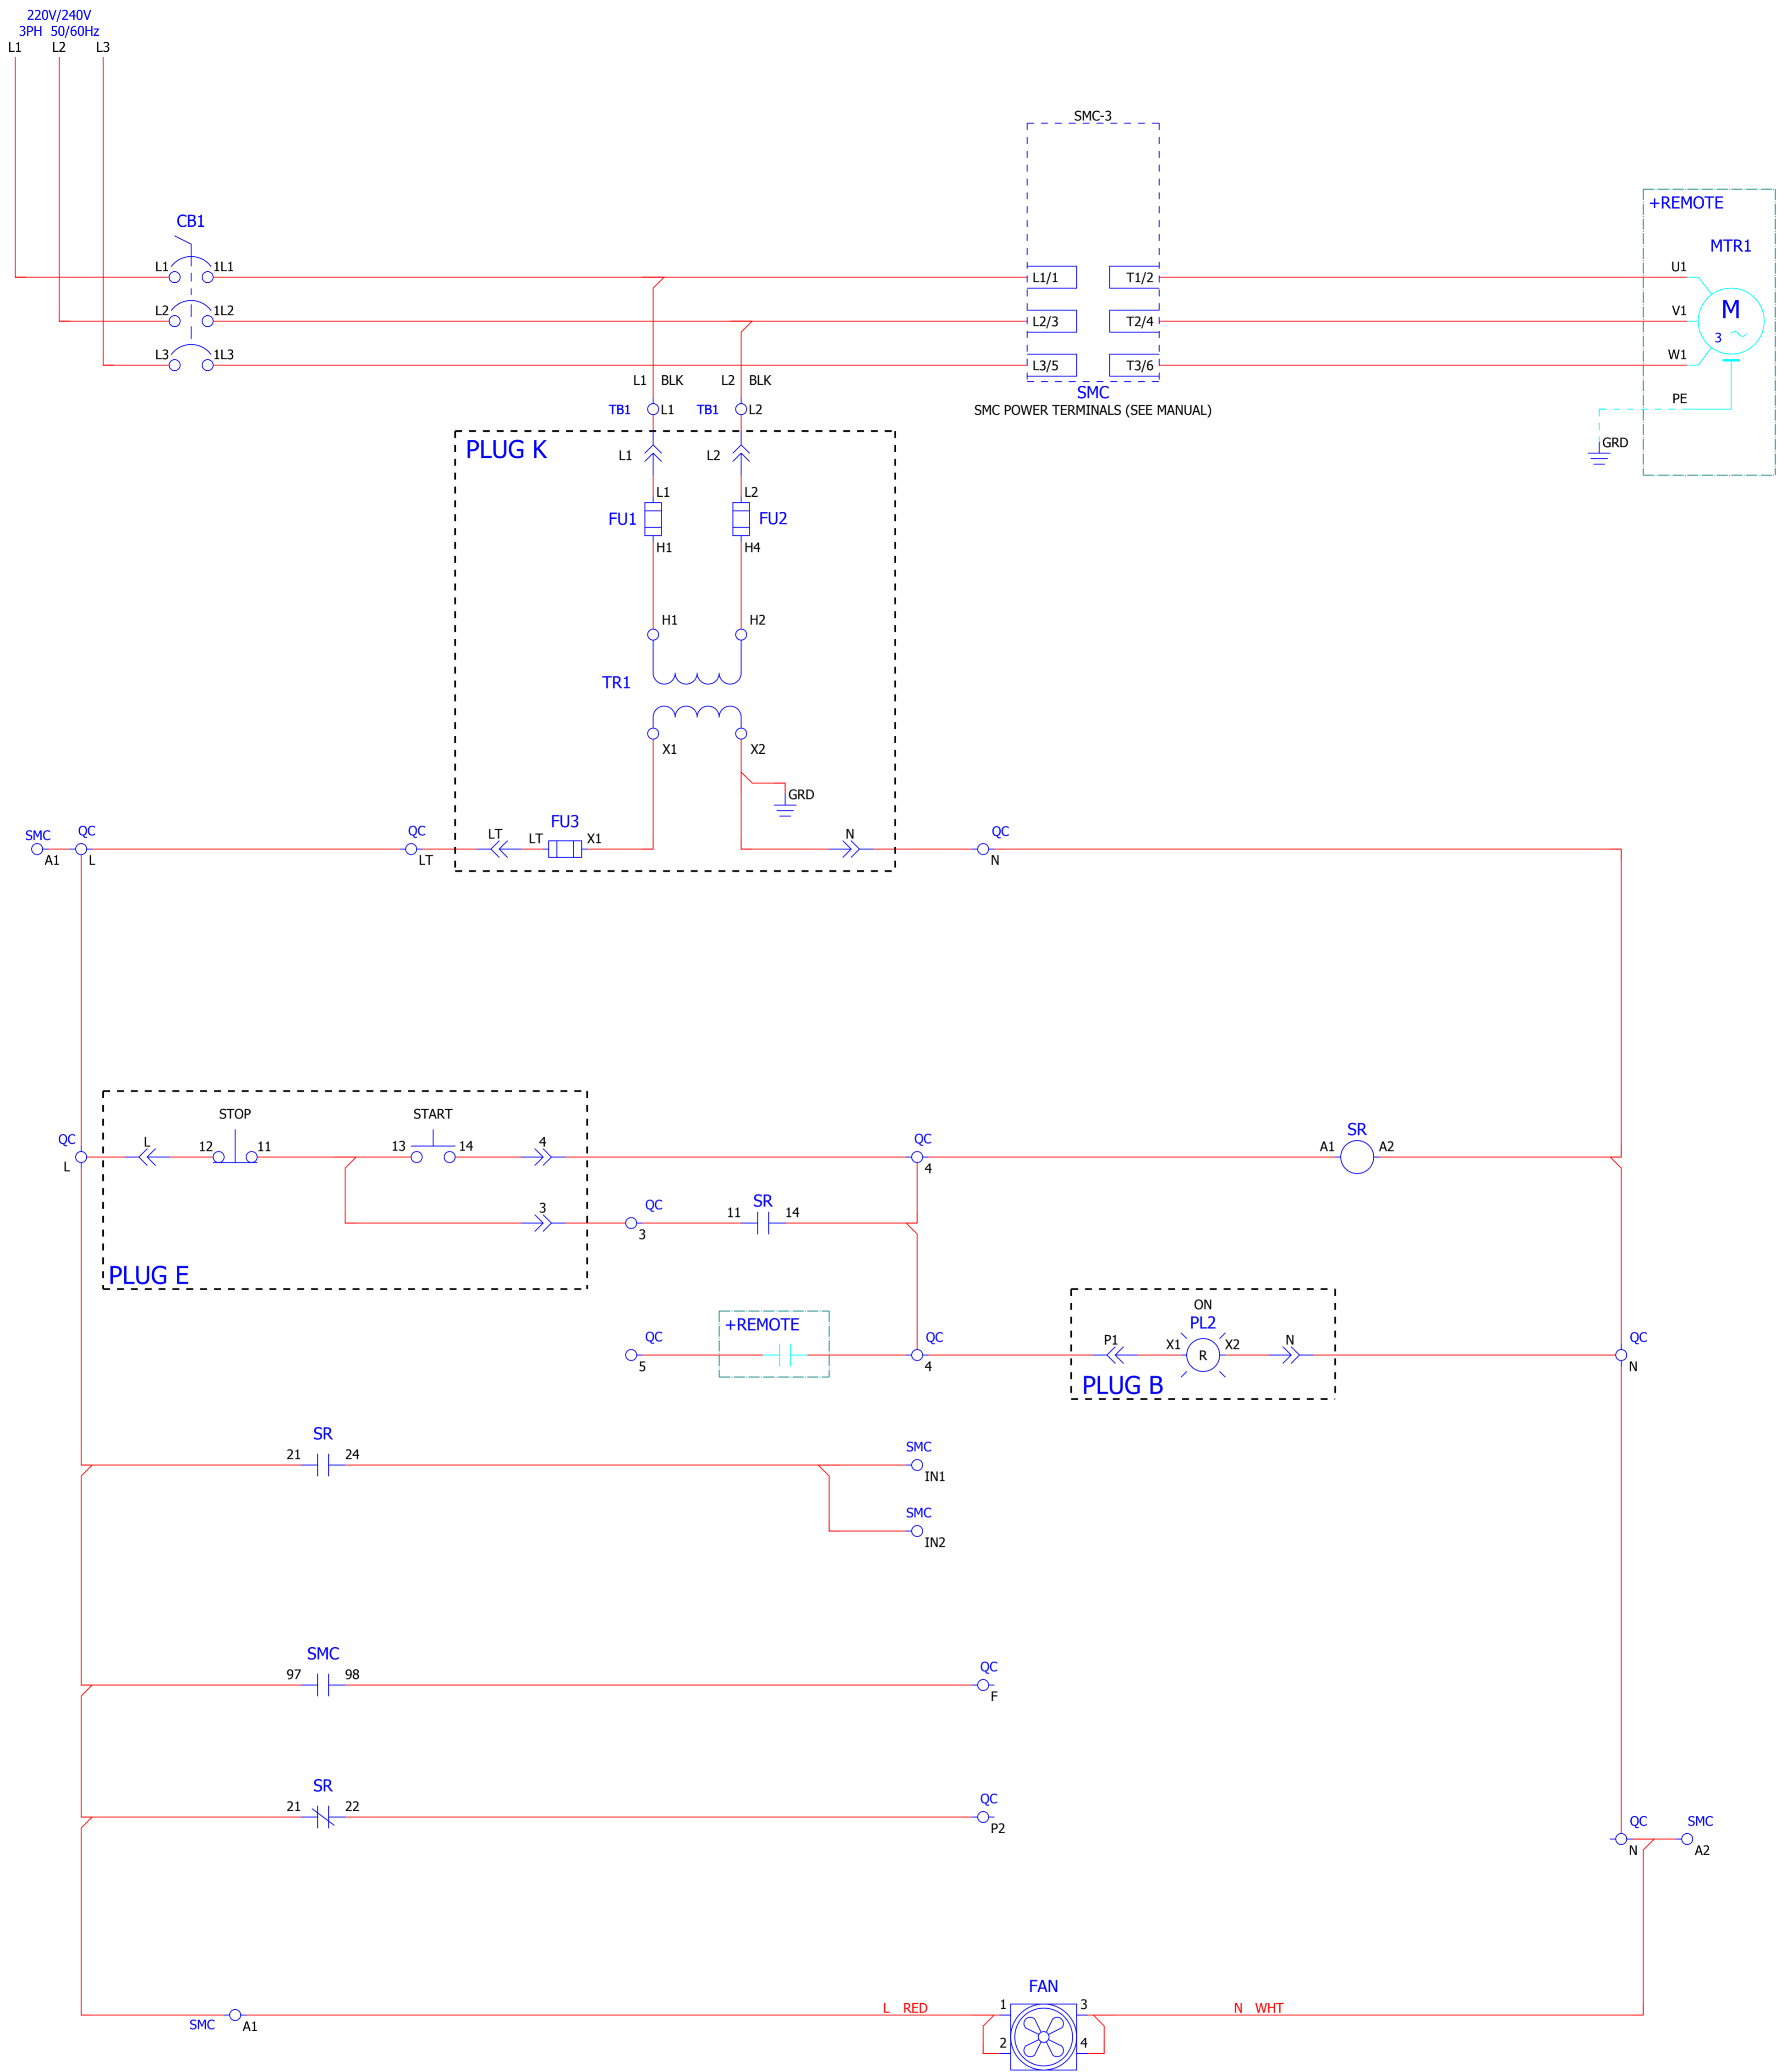 220V/240V
3PH 50/60Hz
L1 L2 L3
SMC-3
+REMOTE
CB1
MTR1
L1 1L1 L1/1 T1/2 U1
L2 1L2 L2/3 T2/4 V1
M
3
L3 1L3 L3/5 T3/6 W1
L1 BLK L2 BLK
SMC
SMC POWER TERMINALS (SEE MANUAL)
PE
TB1 L1 TB1 L2
GRD
PLUG K
L1 L2
L1 L2
FU1 FU2
H1 H4
H1 H2
TR1
X1 X2
GRD
FU3
SMC QC QC LT LT X1 N QC
A1 L LT N
STOP START
QC L 12 11 13 14 4 QC SR
L 4 A1 A2
3 QC 11 SR 14
3
PLUG E
ON
+REMOTE
PL2
QC QC P1 X1 R X2 N QC
5 4 N
PLUG B
SR SMC
21 24 IN1
SMC
IN2
SMC QC
97 98 F
SR QC
21 22 P2
QC SMC
N A2
FAN
L RED 1 3 N WHT
SMC A1
2 4